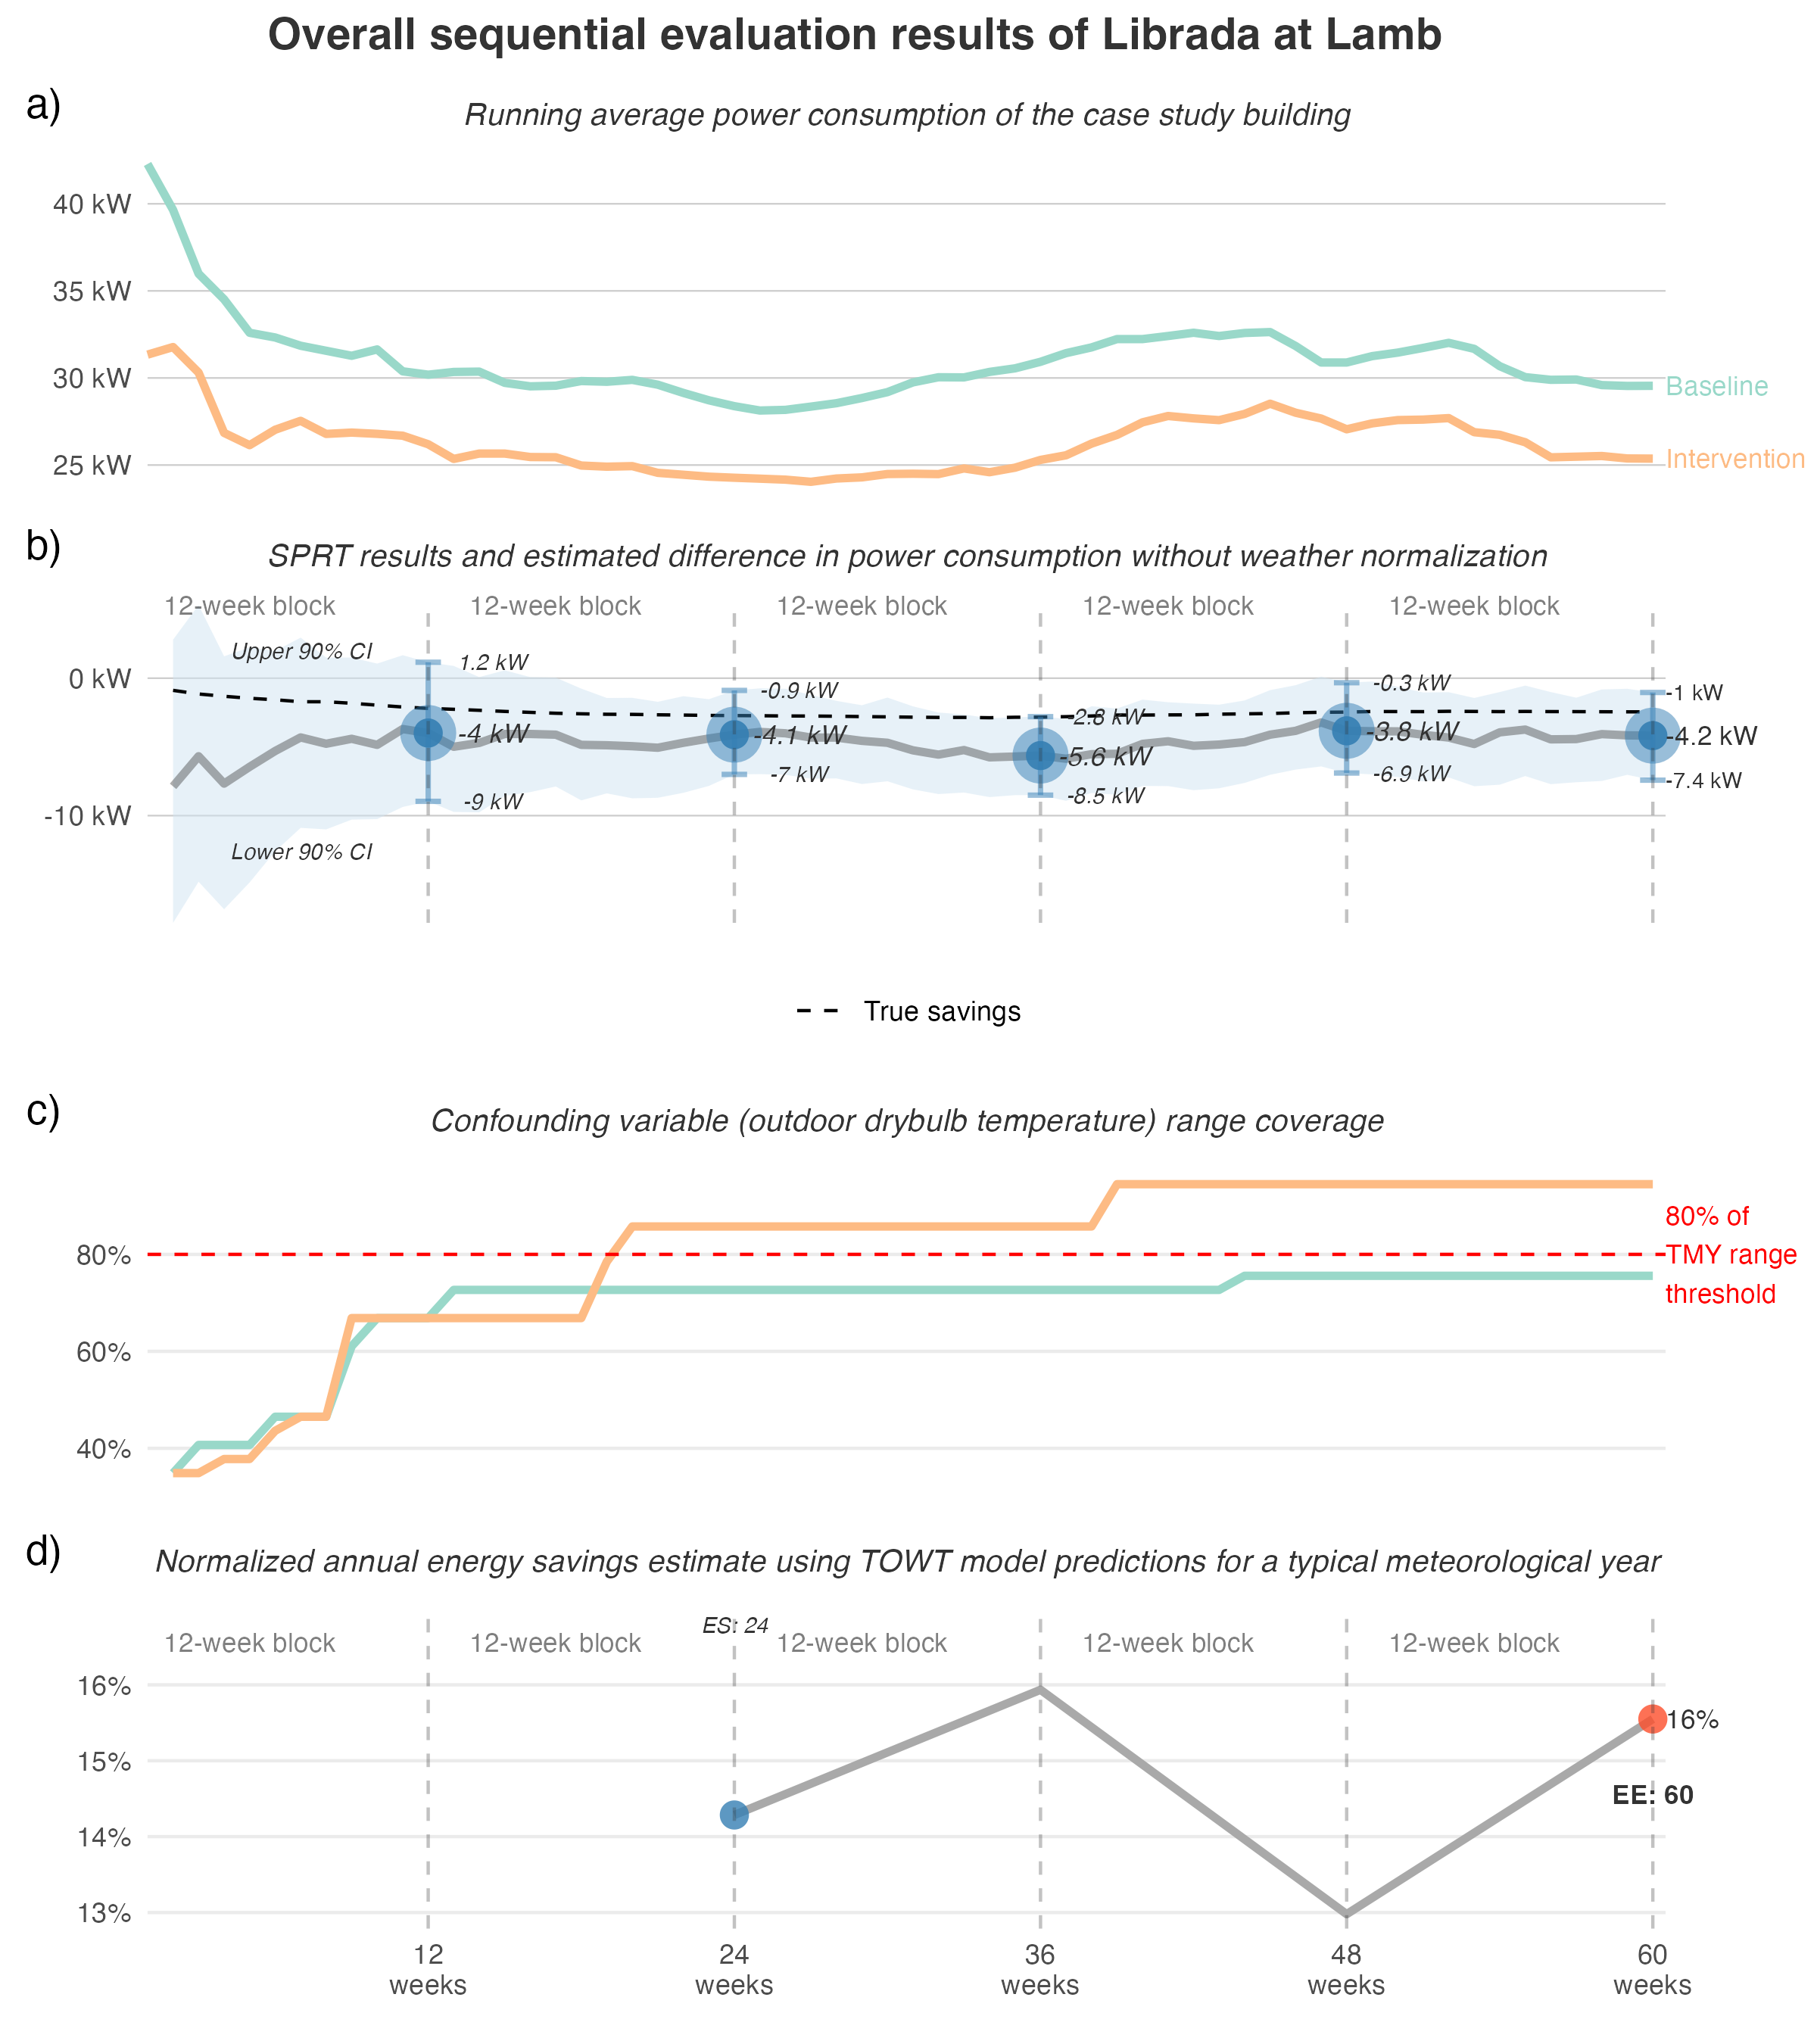 Overall sequential evaluation results of Librada at Lamb
a)
Running average power consumption of the case study building
40 kW
35 kW
30 kW
25 kW
Baseline
Intervention
b)
SPRT results and estimated difference in power consumption without weather normalization
12-week block 12-week block 12-week block 12-week block 12-week block
Upper 90% CI
Lower 90% CI
0 kW
-10 kW
1.2 kW
-4 kW
-9 kW
-0.9 kW
-4.1 kW
-7 kW
-2.8 kW
-5.6 kW
-8.5 kW
-0.3 kW
-3.8 kW
-6.9 kW
-1 kW
-4.2 kW
-7.4 kW
True savings
c)
Confounding variable (outdoor drybulb temperature) range coverage
80%
60%
40%
80% of
TMY range
threshold
d)
Normalized annual energy savings estimate using TOWT model predictions for a typical meteorological year
ES: 24
12-week block 12-week block 12-week block 12-week block 12-week block
16%
15%
14%
13%
16%
EE: 60
12 24 36 48 60
weeks weeks weeks weeks weeks